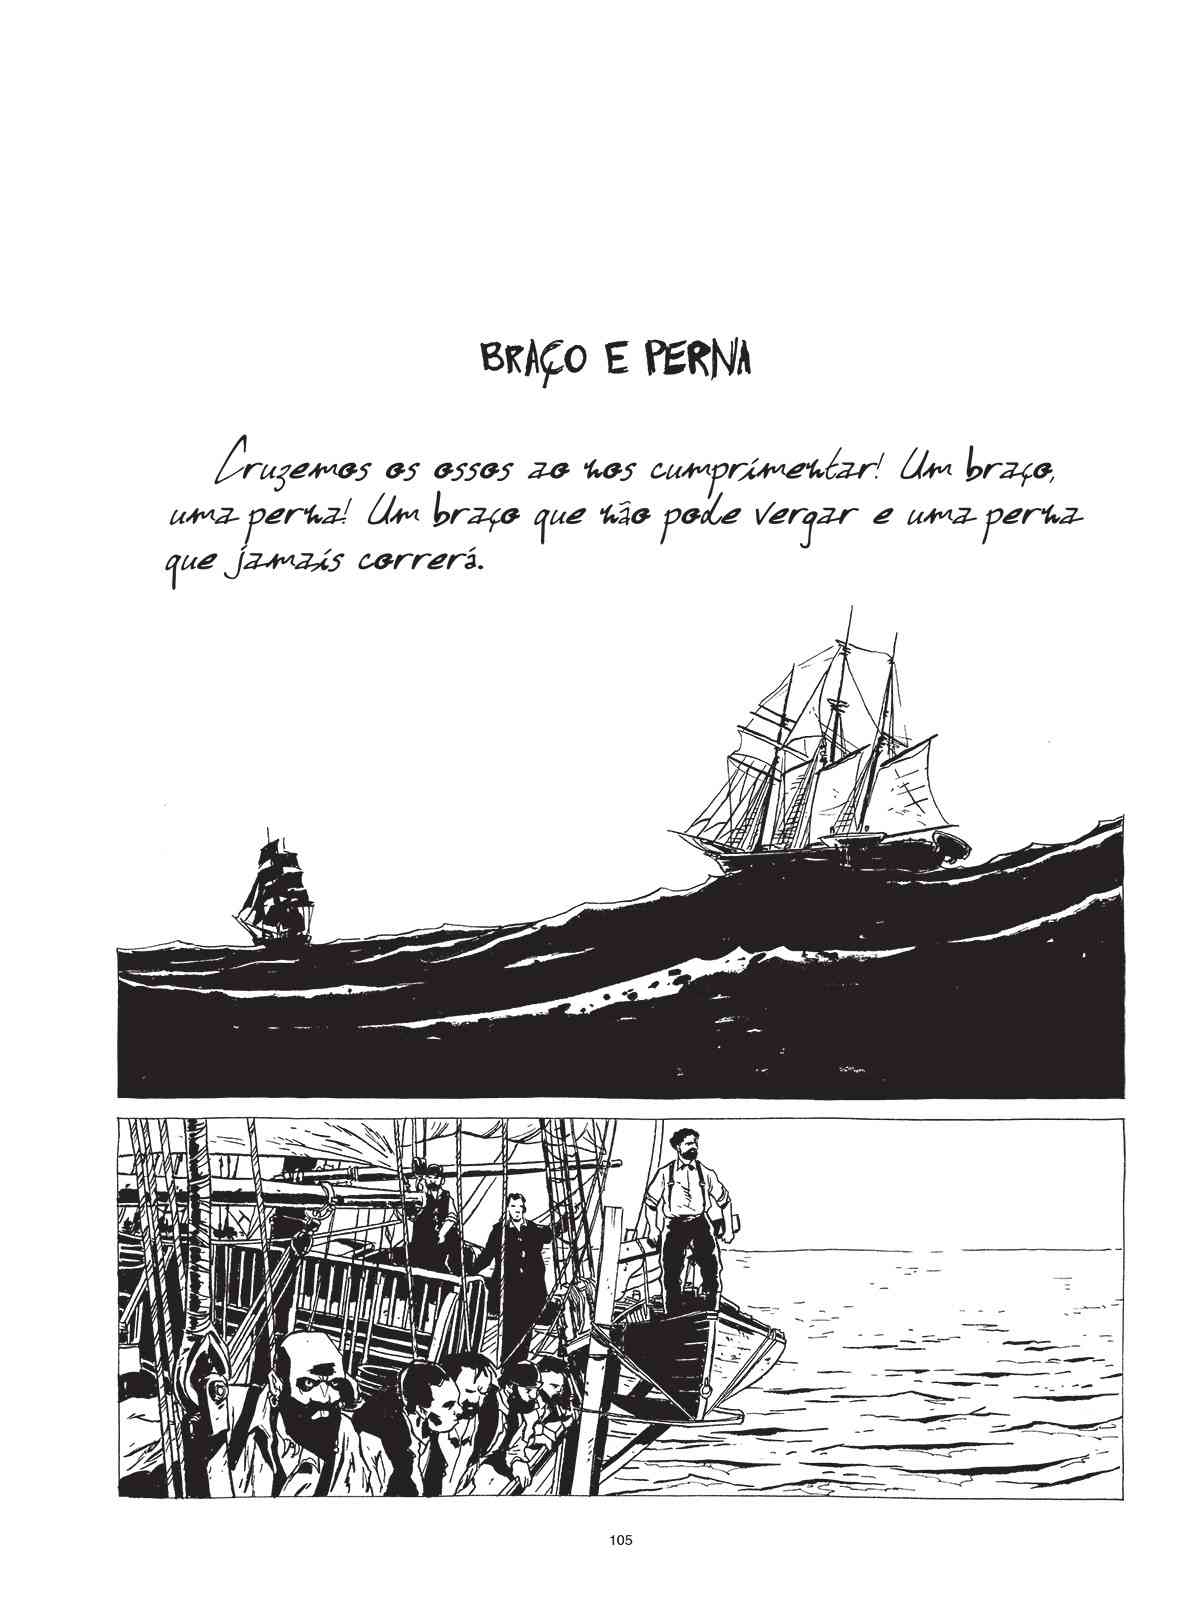 BRAÇO E PERNA
Cruzemos os ossos ao nos cumprimentar! Um braço,
uma perna! Um braço que não pode vergar e uma perna
que jamais correrá.
105